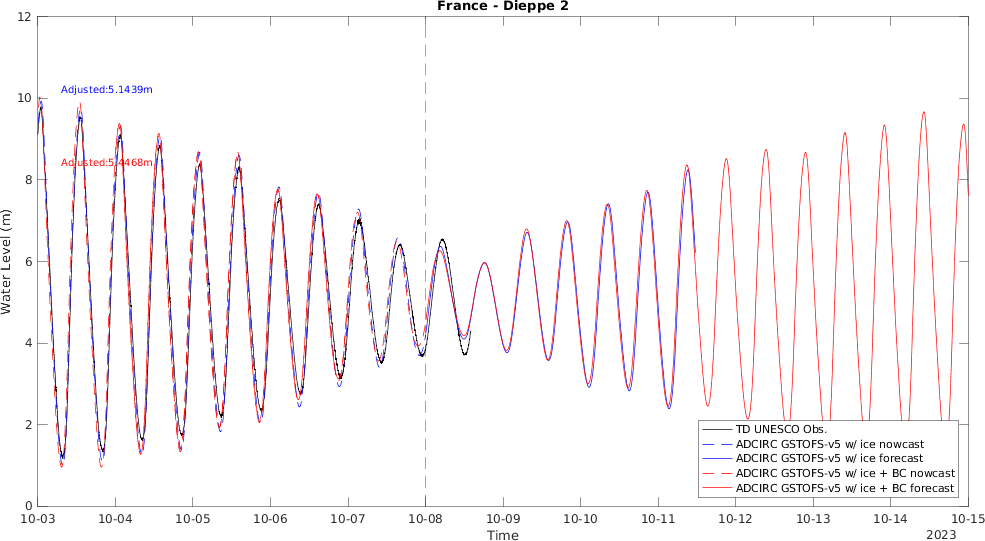 France - Dieppe 2
12
10
8
6
4
2
0
Water Level (m)
Adjusted:5.1439m
Adjusted:5.4468m
TD UNESCO Obs.
ADCIRC GSTOFS-v5 w/ ice nowcast
ADCIRC GSTOFS-v5 w/ ice forecast
ADCIRC GSTOFS-v5 w/ ice + BC nowcast
ADCIRC GSTOFS-v5 w/ ice + BC forecast
10-03 10-04 10-05 10-06 10-07 10-08 10-09 10-10 10-11 10-12 10-13 10-14 10-15
Time
2023